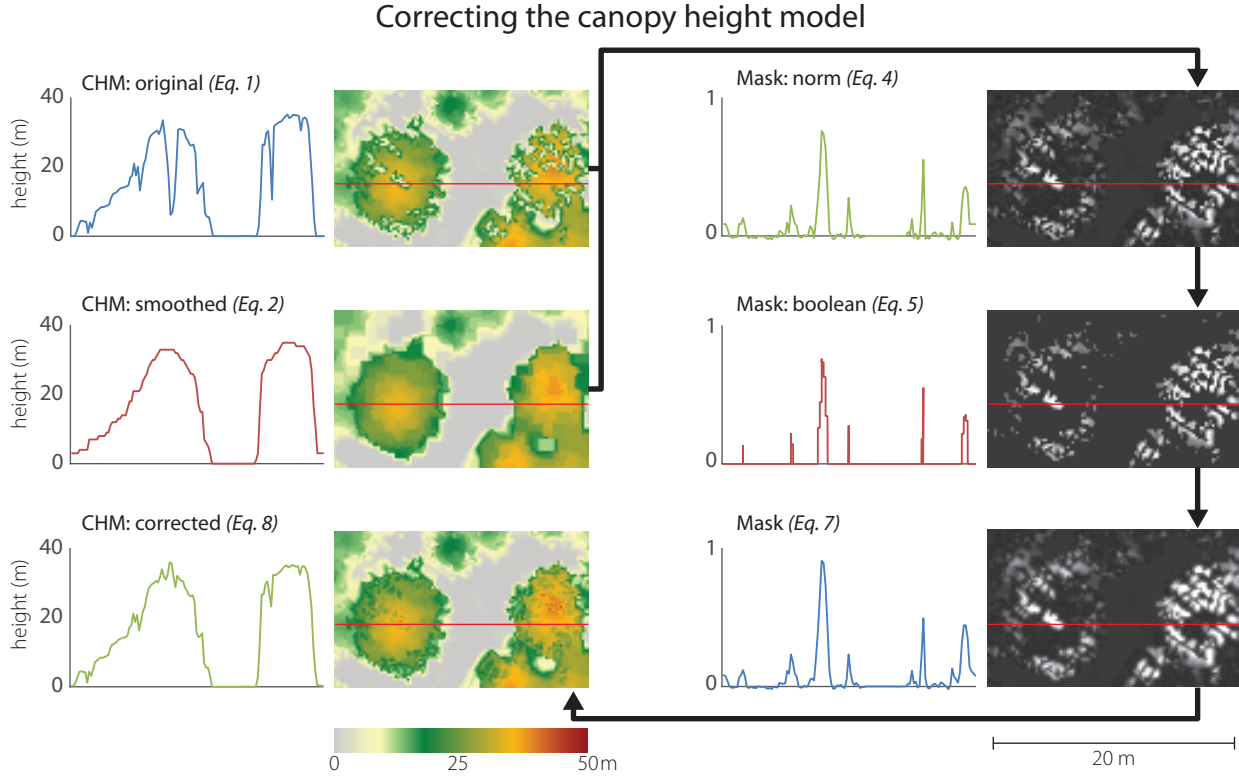 Correcting the canopy height model
CHM: original (Eq. 1)
40
20
0
height (m)
Mask: norm (Eq. 4)
1
0
CHM: smoothed (Eq. 2)
40
20
0
height (m)
Mask: boolean (Eq. 5)
1
0
CHM: corrected (Eq. 8)
40
20
0
height (m)
Mask (Eq. 7)
1
0
0 25 50 m
20 m